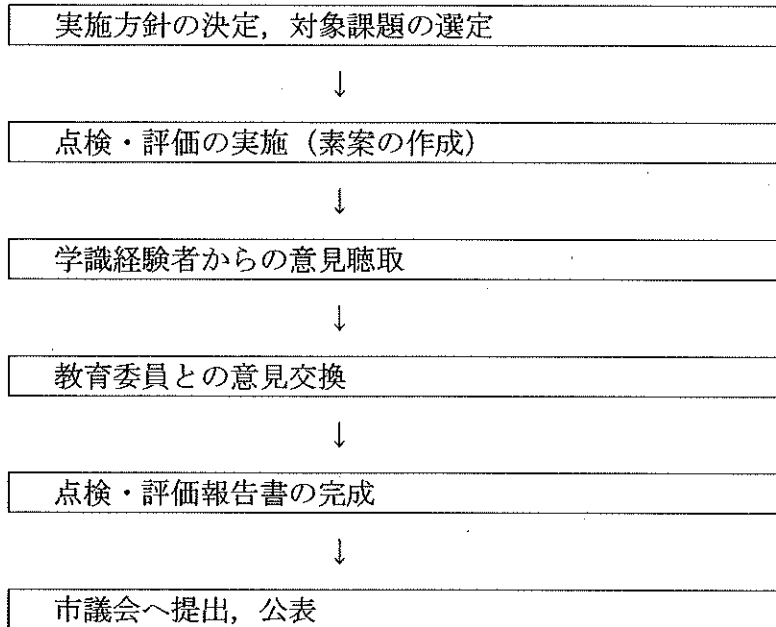 実施方針の決定，対象課題の選定
↓
点検・評価の実施（素案の作成）
↓
学識経験者からの意見聴取
↓
教育委員との意見交換
↓
点検・評価報告書の完成
↓
市議会へ提出，公表